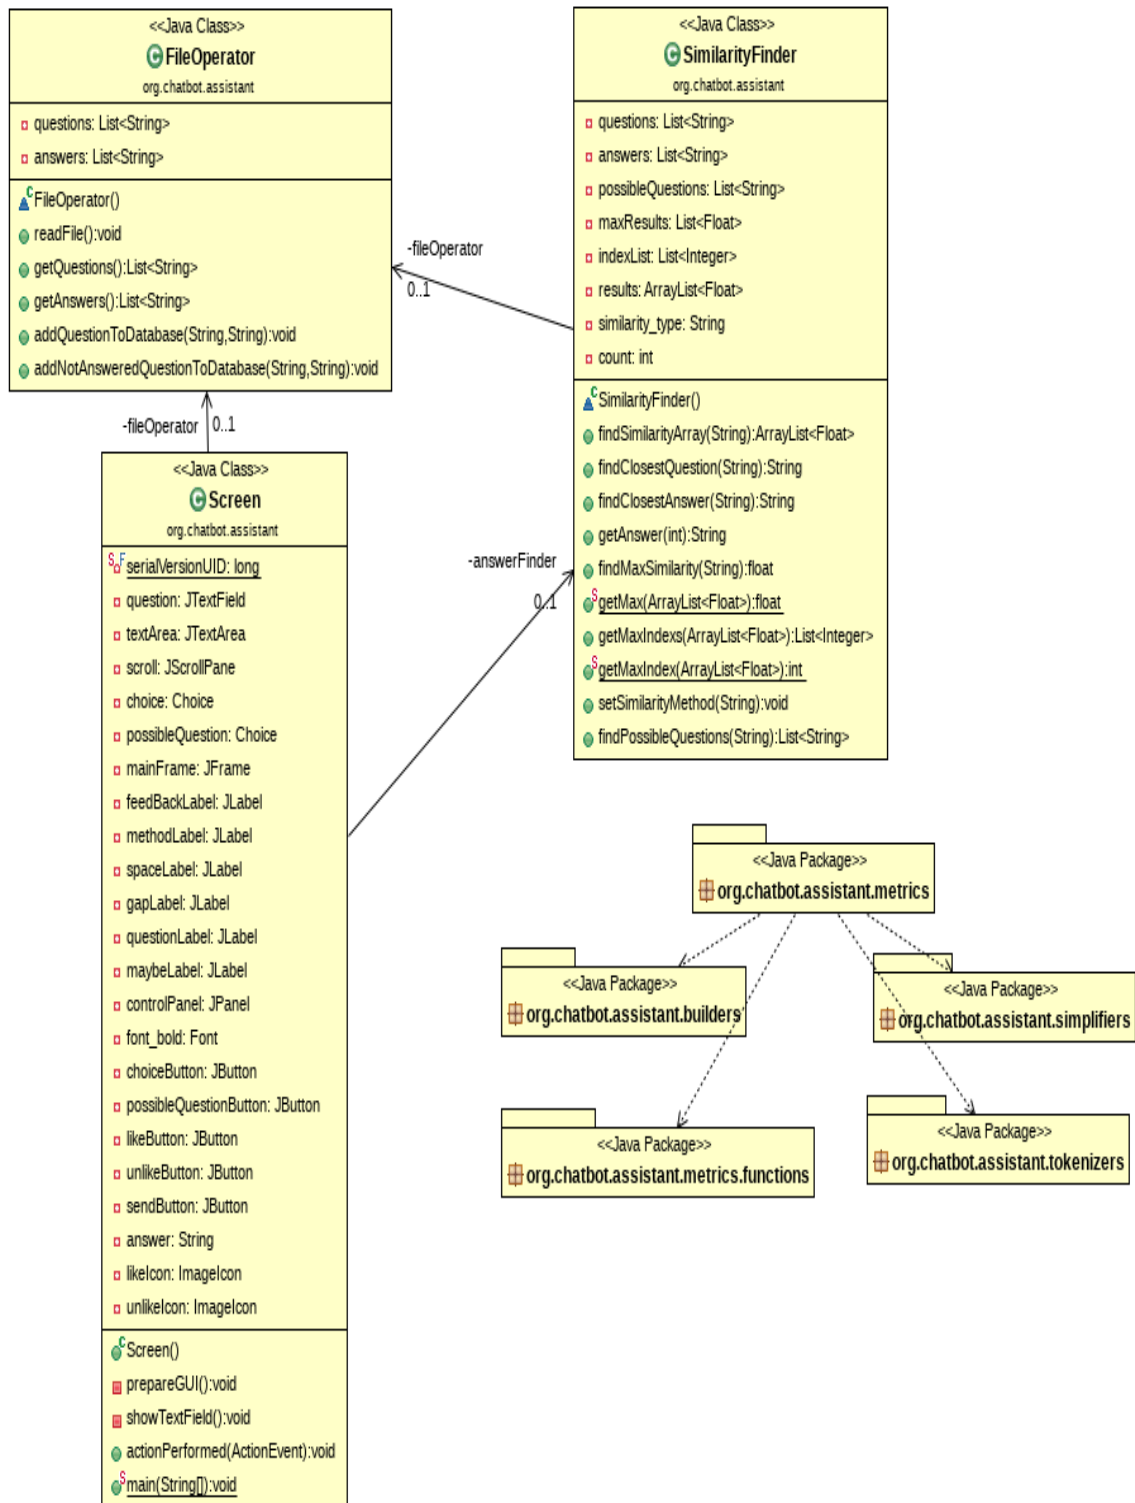 <<Java Class>>
FileOperator
org.chatbot.assistant
questions: List<String>
answers: List<String>
FileOperator()
readFile():void
getQuestions():List<String>
getAnswers():List<String>
addQuestionToDatabase(String,String):void
addNotAnsweredQuestionToDatabase(String,String):void
-fileOperator
0..1
<<Java Class>>
SimilarityFinder
org.chatbot.assistant
questions: List<String>
answers: List<String>
possibleQuestions: List<String>
maxResults: List<Float>
indexList: List<Integer>
results: ArrayList<Float>
similarity_type: String
count: int
SimilarityFinder()
findSimilarityArray(String):ArrayList<Float>
findClosestQuestion(String):String
findClosestAnswer(String):String
getAnswer(int):String
findMaxSimilarity(String):float
getMax(ArrayList<Float>):float
getMaxIndexs(ArrayList<Float>):List<Integer>
getMaxIndex(ArrayList<Float>):int
setSimilarityMethod(String):void
findPossibleQuestions(String):List<String>
-fileOperator
0..1
-answerFinder
0..1
<<Java Class>>
Screen
org.chatbot.assistant
serialVersionUID: long
question: JTextField
textArea: JTextArea
scroll: JScrollPane
choice: Choice
possibleQuestion: Choice
mainFrame: JFrame
feedBackLabel: JLabel
methodLabel: JLabel
spaceLabel: JLabel
gapLabel: JLabel
questionLabel: JLabel
maybeLabel: JLabel
controlPanel: JPanel
font_bold: Font
choiceButton: JButton
possibleQuestionButton: JButton
likeButton: JButton
unlikeButton: JButton
sendButton: JButton
answer: String
likeIcon: ImageIcon
unlikeIcon: ImageIcon
Screen()
prepareGUI():void
showTextField():void
actionPerformed(ActionEvent):void
main(String[]):void
<<Java Package>>
org.chatbot.assistant.metrics
<<Java Package>>
org.chatbot.assistant.builders
<<Java Package>>
org.chatbot.assistant.simplifiers
<<Java Package>>
org.chatbot.assistant.metrics.functions
<<Java Package>>
org.chatbot.assistant.tokenizers